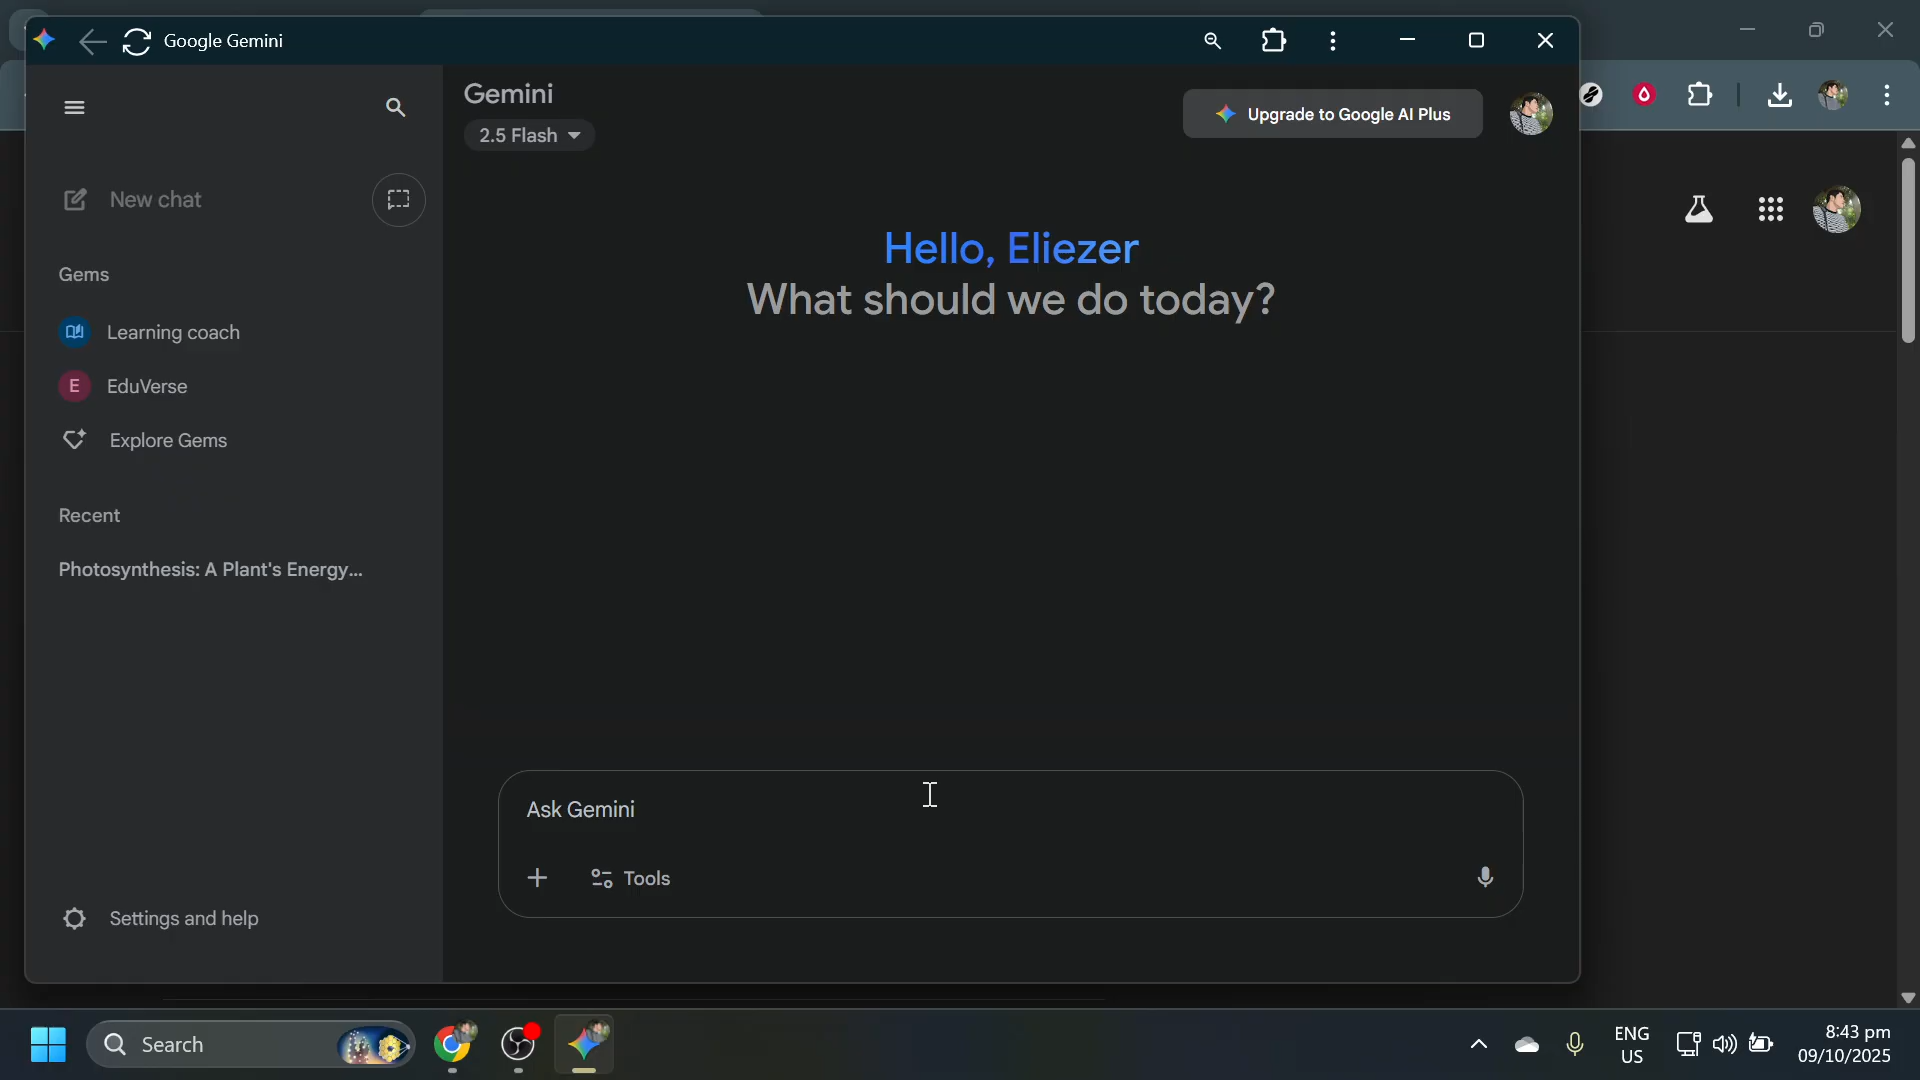 Google Gemini
Gemini
2.5 Flash
Upgrade to Google AI Plus
New chat
Hello, Eliezer
What should we do today?
Gems
Learning coach
E
EduVerse
Explore Gems
Recent
Photosynthesis: A Plant's Energy...
Ask Gemini
Tools
Settings and help
Search
ENG
US
8:43 pm
09/10/2025